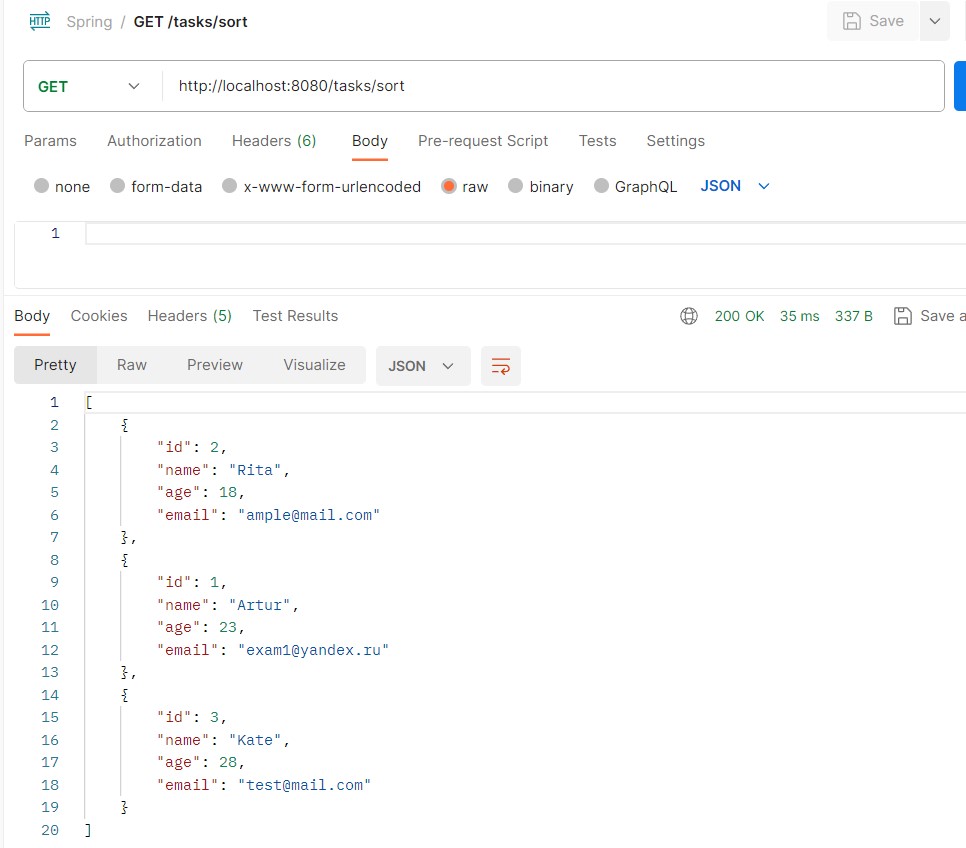 HTTP Spring / GET /tasks/sort Save
GET http://localhost:8080/tasks/sort
Params Authorization Headers (6) Body Pre-request Script Tests Settings
none form-data x-www-form-urlencoded raw binary GraphQL JSON
1
Body Cookies Headers (5) Test Results 200 OK 35 ms 337 B Save a
Pretty Raw Preview Visualize JSON
1 [
2 {
3 "id": 2,
4 "name": "Rita",
5 "age": 18,
6 "email": "ample@mail.com"
7 },
8 {
9 "id": 1,
10 "name": "Artur",
11 "age": 23,
12 "email": "exam1@yandex.ru"
13 },
14 {
15 "id": 3,
16 "name": "Kate",
17 "age": 28,
18 "email": "test@mail.com"
19 }
20 ]